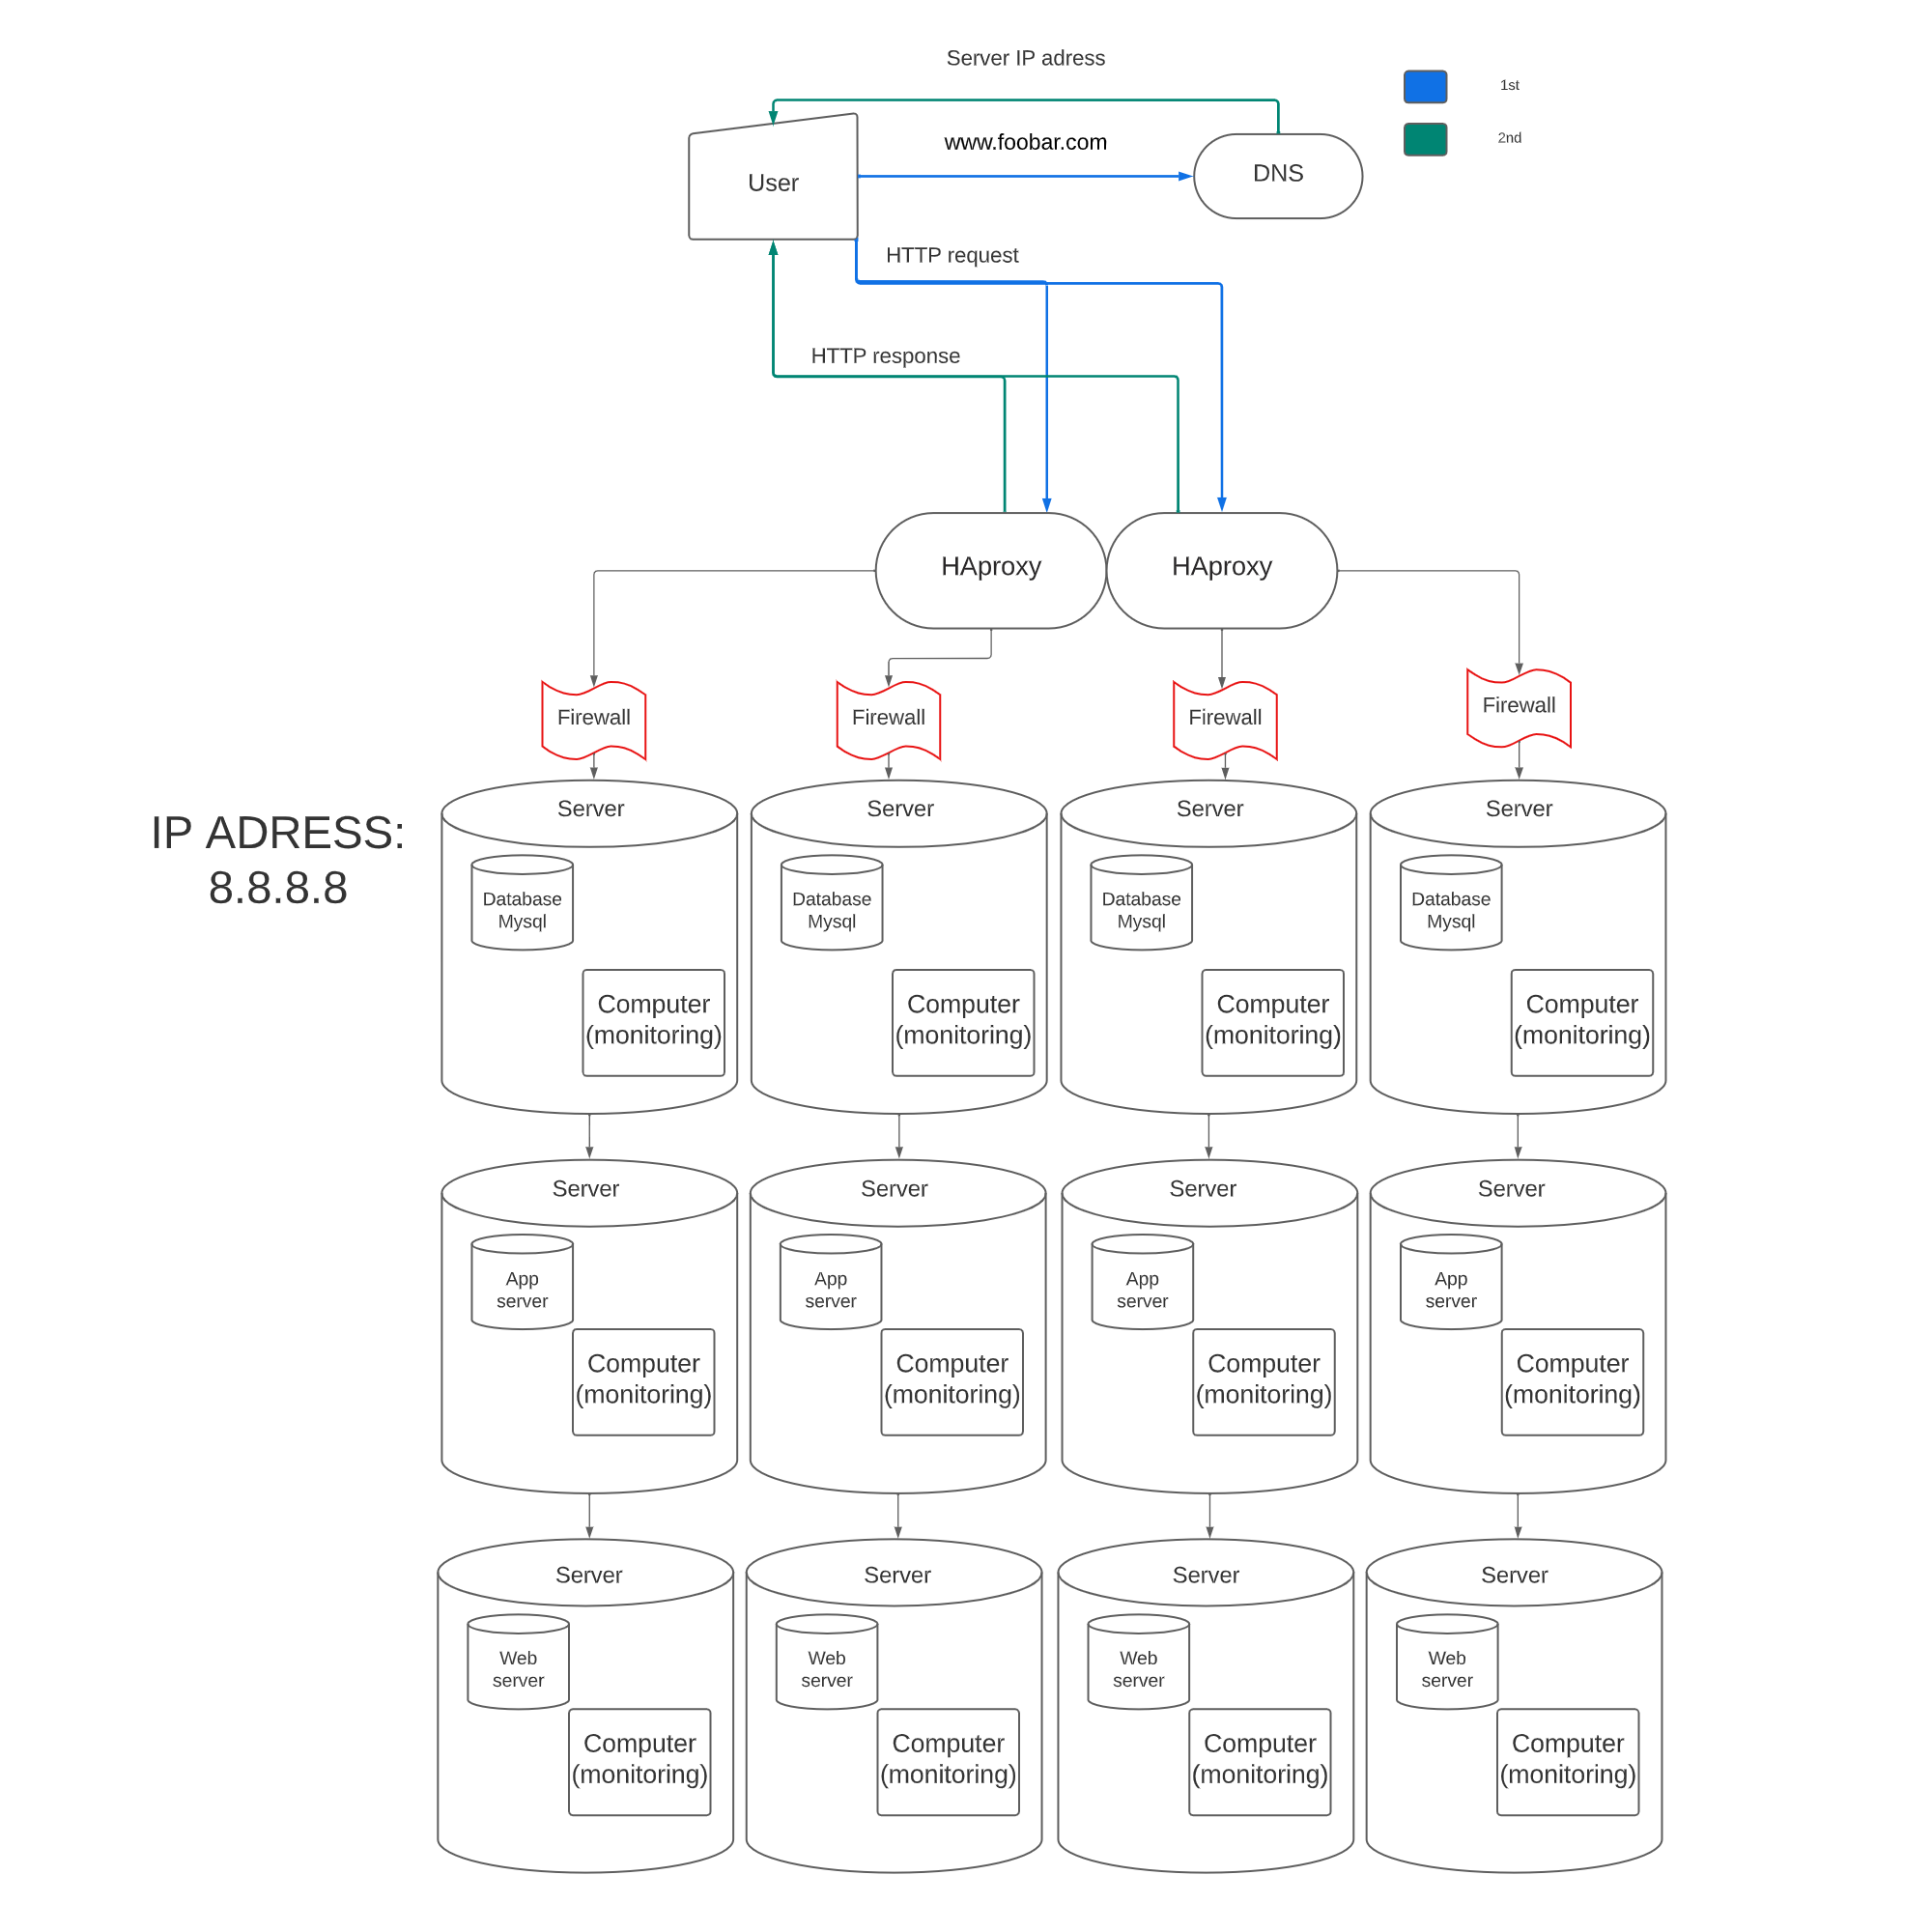 Server IP adress
1st
www.foobar.com
2nd
User
DNS
HTTP request
HTTP response
HAproxy
HAproxy
Firewall
Firewall
Firewall
Firewall
IP ADRESS:
8.8.8.8
Server
Server
Server
Server
Database
Mysql
Database
Mysql
Database
Mysql
Database
Mysql
Computer
(monitoring)
Computer
(monitoring)
Computer
(monitoring)
Computer
(monitoring)
Server
Server
Server
Server
App
server
App
server
App
server
App
server
Computer
(monitoring)
Computer
(monitoring)
Computer
(monitoring)
Computer
(monitoring)
Server
Server
Server
Server
Web
server
Web
server
Web
server
Web
server
Computer
(monitoring)
Computer
(monitoring)
Computer
(monitoring)
Computer
(monitoring)